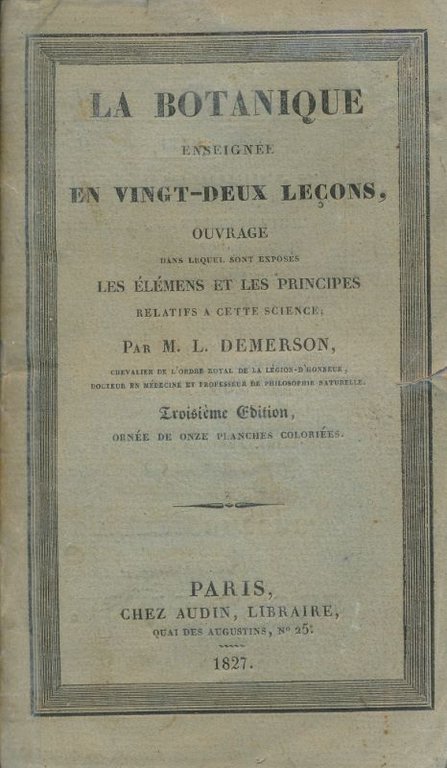 LA BOTANIQUE
ENSEIGNÉE
EN VINGT-DEUX LEÇONS,
OUVRAGE
DANS LEQUEL SONT EXPOSÉS
LES ÉLÉMENS ET LES PRINCIPES
RELATIFS A CETTE SCIENCE;
PAR M. L. DEMERSON,
CHEVALIER DE L'ORDRE ROYAL DE LA LÉGION-D'HONNEUR,
DOCTEUR EN MÉDECINE ET PROFESSEUR DE PHILOSOPHIE NATURELLE.
Troisième Edition,
ORNÉE DE ONZE PLANCHES COLORIÉES.
PARIS,
CHEZ AUDIN, LIBRAIRE,
QUAI DES AUGUSTINS, Nº 25.
1827.